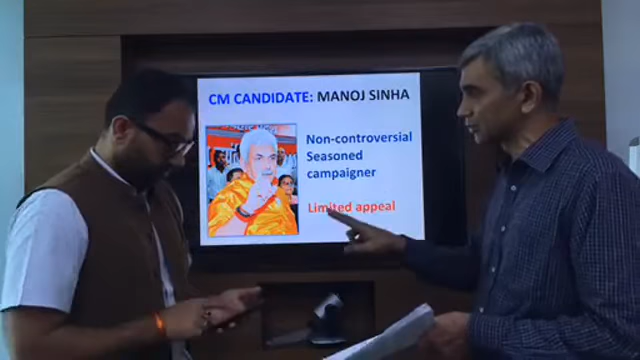 CM CANDIDATE: MANOJ SINHA
Non-controversial
Seasoned
campaigner
Limited appeal